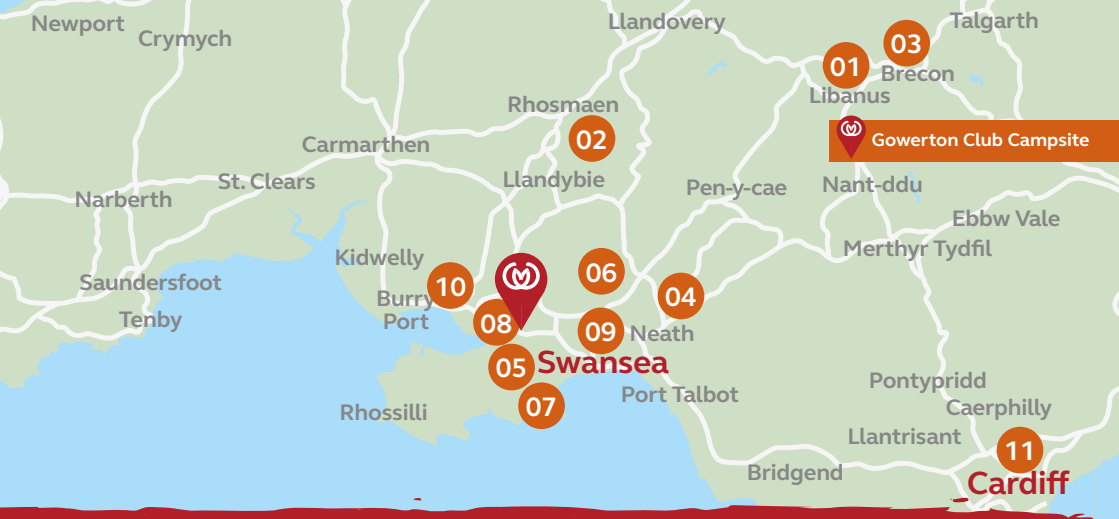 Newport
Crymych
Llandovery
Talgarth
03
01
Brecon
Libanus
Rhosmaen
02
Gowerton Club Campsite
Carmarthen
Llandybie
St. Clears
Pen-y-cae
Nant-ddu
Narberth
Ebbw Vale
Merthyr Tydfil
Kidwelly
06
Saundersfoot
10
04
Burry
Port
Tenby
08
09
Neath
Swansea
05
Port Talbot
Pontypridd
07
Caerphilly
Rhossilli
Llantrisant
11
Bridgend
Cardiff